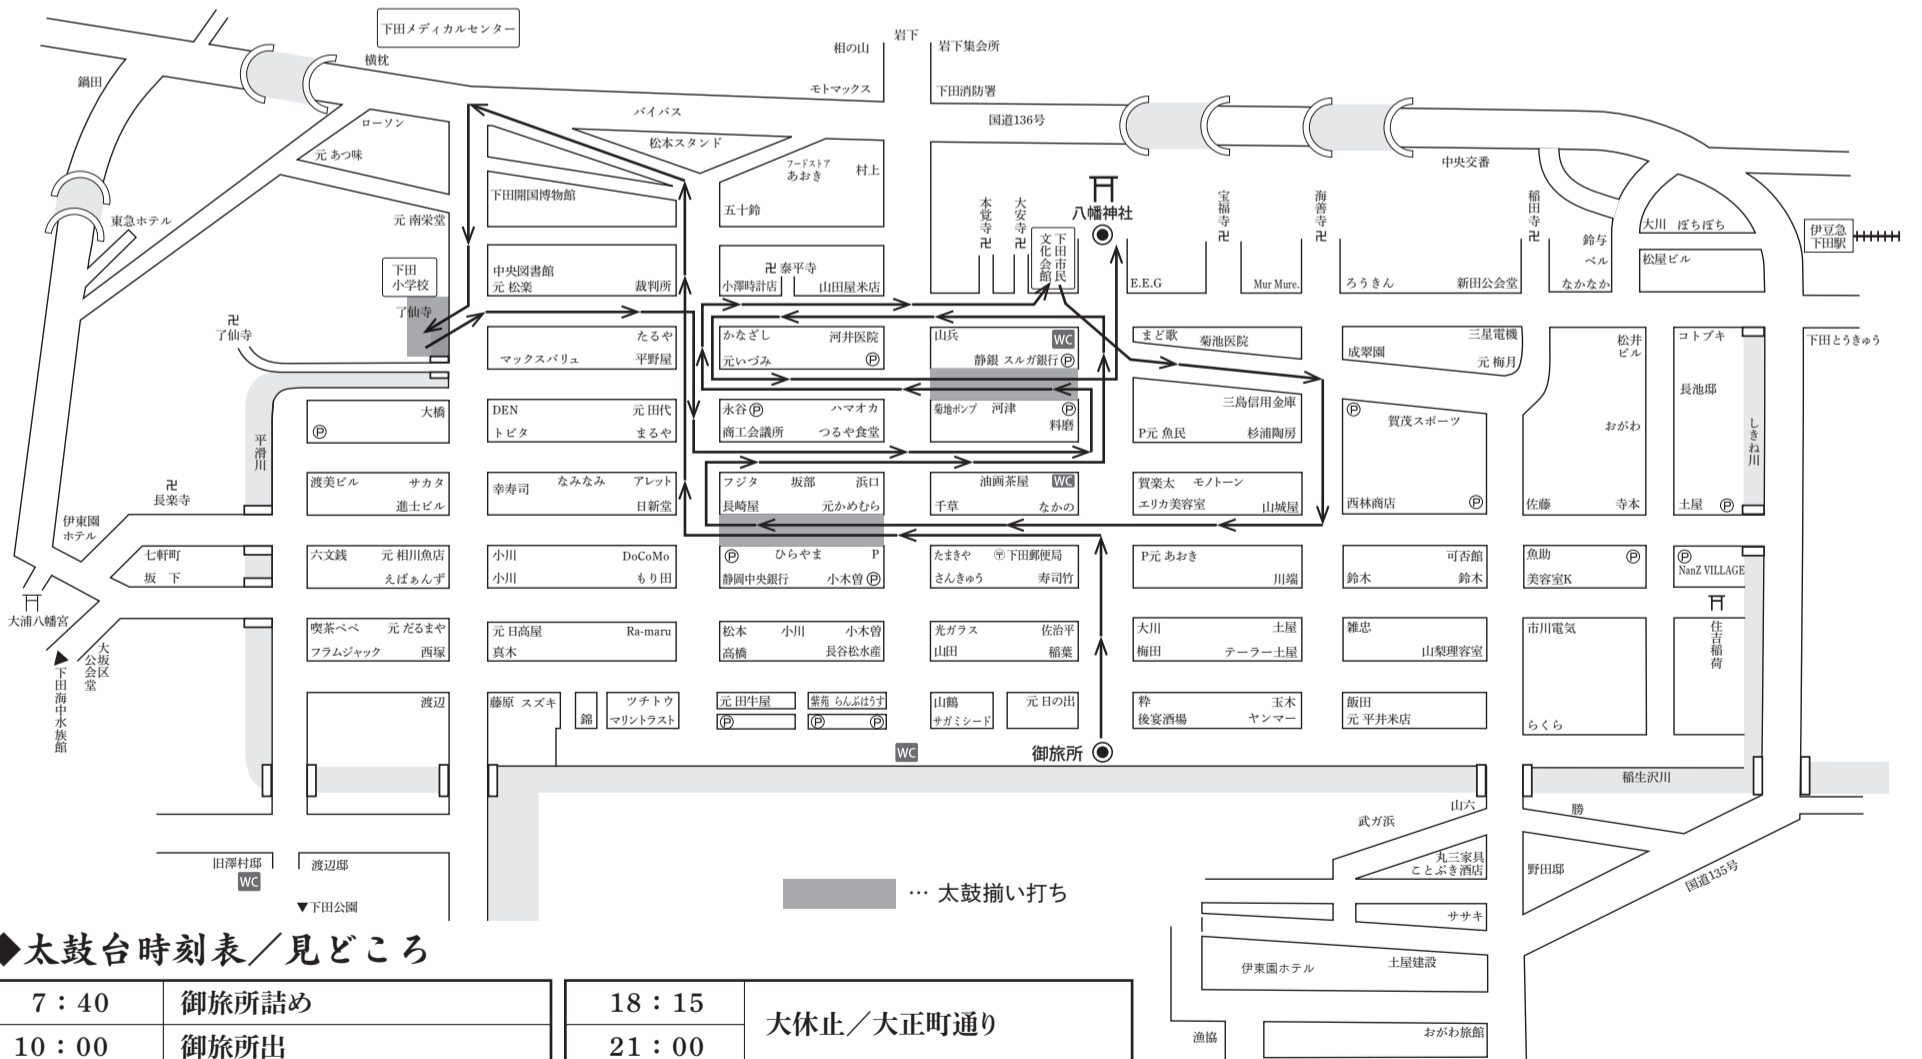 下田メディカルセンター
岩下
相の山
岩下集会所
横枕
鍋田
モトマックス
下田消防署
バイパス
国道136号
ローソン
松本スタンド
元 あつ味
フードストア
あおき
村上
中央交番
下田開国博物館
東急ホテル
元 南栄堂
五十鈴
本覚寺卍
大安寺卍
八幡神社
下田市民
文化会館
宝福寺卍
海善寺卍
稲田寺卍
大川 ぽちぽち
伊豆急
下田駅
鈴与
ベル
なかなか
松屋ビル
下田
小学校
中央図書館
元 松楽
裁判所
卍 泰平寺
小澤時計店
山田屋米店
E.E.G
Mur Mure.
ろうきん
新田公会堂
了仙寺
卍
了仙寺
たるや
マックスバリュ
平野屋
かなざし
河井医院
元いづみ
Ⓟ
山兵
WC
静銀 スルガ銀行Ⓟ
まど歌
菊池医院
成翠園
三星電機
元 梅月
松井
ビル
おがわ
コトブキ
長池邸
下田とうきゅう
しきね川
大橋
Ⓟ
DEN
元 田代
トビタ
まるや
永谷Ⓟ
ハマオカ
商工会議所
つるや食堂
菊地ポンプ
河津
Ⓟ
料磨
三島信用金庫
P元 魚民
杉浦陶房
Ⓟ
賀茂スポーツ
平滑川
卍
長楽寺
渡美ビル
サカタ
進士ビル
幸寿司
なみなみ
アレット
日新堂
フジタ
坂部
浜口
長崎屋
元かめむら
油画茶屋
WC
千草
なかの
賀楽太
モノトーン
エリカ美容室
山城屋
西林商店
Ⓟ
佐藤
寺本
土屋 Ⓟ
伊東園
ホテル
七軒町
坂 下
六文銭
元 相川魚店
えばぁんず
小川
DoCoMo
小川
もり田
Ⓟ
ひらやま
P
静岡中央銀行
小木曽 Ⓟ
たまきや
〶下田郵便局
さんきゅう
寿司竹
P元 あおき
川端
可否館
鈴木
鈴木
魚助
Ⓟ
美容室K
Ⓟ
NanZ VILLAGE
住吉稲荷
大浦八幡宮
大坂区
公会堂
▲下田海中水族館
喫茶ペペ
元 だるまや
フラムジャック
西塚
元 日高屋
Ra-maru
真木
松本
小川
小木曽
高橋
長谷松水産
光ガラス
佐治平
山田
稲葉
大川
土屋
梅田
テーラー土屋
雑忠
山梨理容室
市川電気
らくら
渡辺
藤原 スズキ
錦
ツチトウ
マリントラスト
元 田牛屋
Ⓟ
紫苑 らんぷはうす
Ⓟ
Ⓟ
山鶴
サガミシード
元 日の出
粋
玉木
後宴酒場
ヤンマー
飯田
元 平井米店
WC
御旅所
稲生沢川
山六
武ガ浜
勝
丸三家具
ことぶき酒店
野田邸
国道135号
ササキ
伊東園ホテル
土屋建設
漁協
おがわ旅館
旧澤村邸
WC
渡辺邸
▼下田公園
… 太鼓揃い打ち
◆太鼓台時刻表／見どころ
7：40 御旅所詰め
10：00 御旅所出
18：15
大休止／大正町通り
21：00